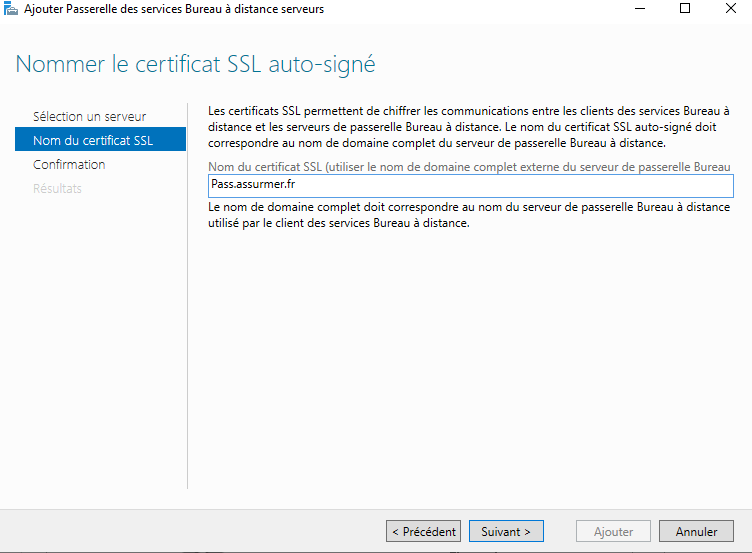 Ajouter Passerelle des services Bureau à distance serveurs
Nommer le certificat SSL auto-signé
Sélection un serveur
Nom du certificat SSL
Confirmation
Résultats
Les certificats SSL permettent de chiffrer les communications entre les clients des services Bureau à
distance et les serveurs de passerelle Bureau à distance. Le nom du certificat SSL auto-signé doit
correspondre au nom de domaine complet du serveur de passerelle Bureau à distance.
Nom du certificat SSL (utiliser le nom de domaine complet externe du serveur de passerelle Bureau
Pass.assurmer.fr
Le nom de domaine complet doit correspondre au nom du serveur de passerelle Bureau à distance
utilisé par le client des services Bureau à distance.
< Précédent
Suivant >
Ajouter
Annuler